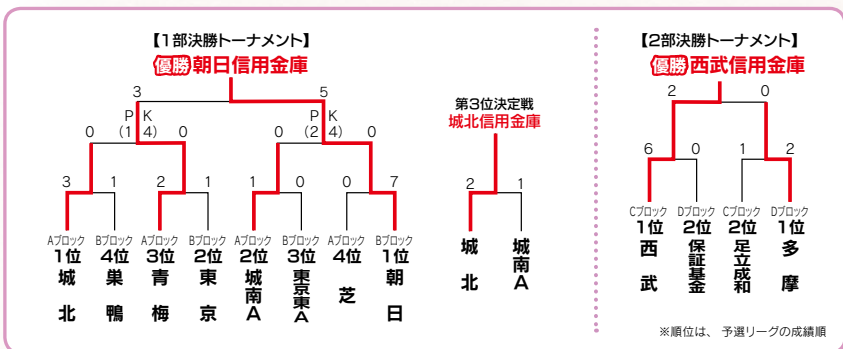 【1部決勝トーナメント】
優勝 朝日信用金庫
3 5
P K
(1 4)
P K
(2 4)
0 0 0 0
3 1 2 1 1 0 0 7
Aブロック Bブロック Aブロック Bブロック Aブロック Bブロック Aブロック Bブロック
1位 4位 3位 2位 2位 3位 4位 1位
城北 巣鴨 青梅 東京 城南A 東京東A 芝 朝日
第3位決定戦
城北信用金庫
2 1
城北 城南A
【2部決勝トーナメント】
優勝 西武信用金庫
2 0
6 0 1 2
Cブロック Dブロック Cブロック Dブロック
1位 2位 2位 1位
西武 保証基金 足立成和 多摩
※順位は、予選リーグの成績順